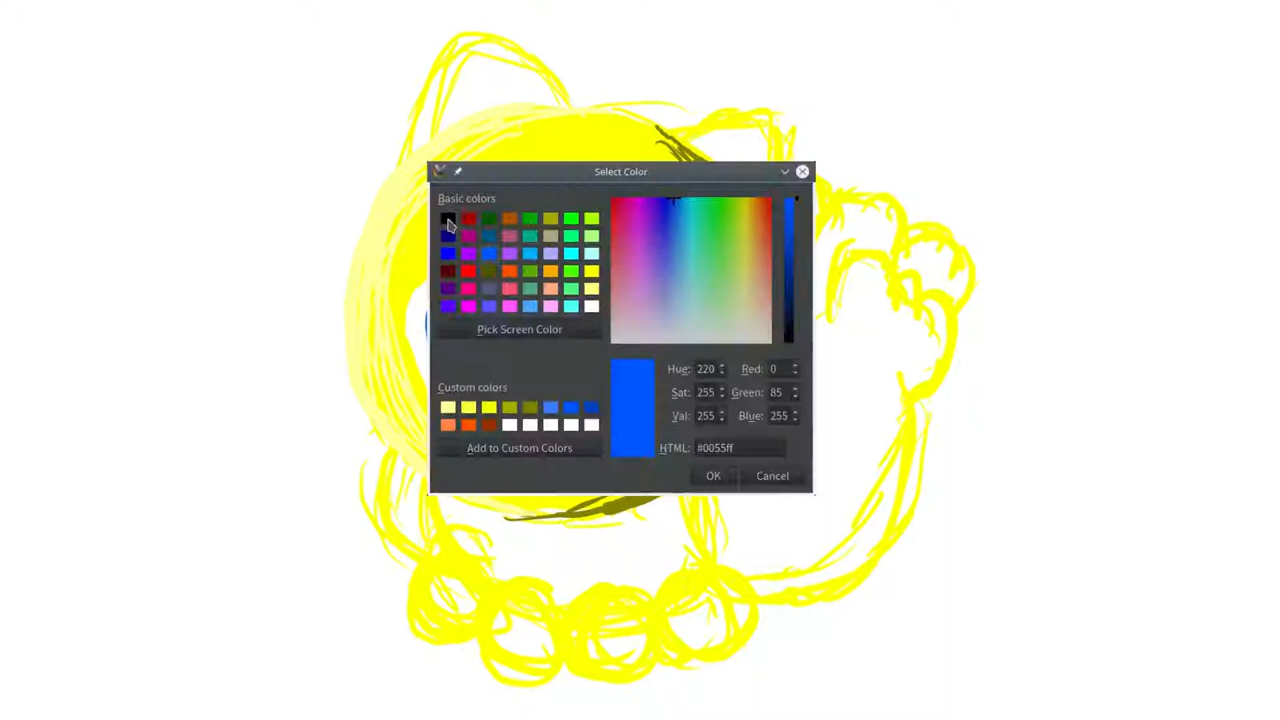 Select Color
Basic colors
Pick Screen Color
Hue: 220 Red: 0
Custom colors
Sat: 255 Green: 85
Val: 255 Blue: 255
Add to Custom Colors
HTML: #0055ff
OK Cancel